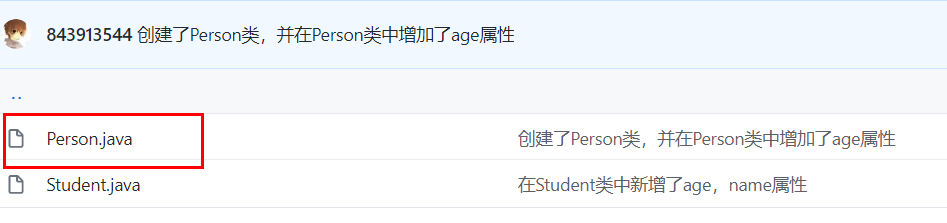 843913544 创建了Person类，并在Person类中增加了age属性
..
Person.java 创建了Person类，并在Person类中增加了age属性
Student.java 在Student类中新增了age，name属性